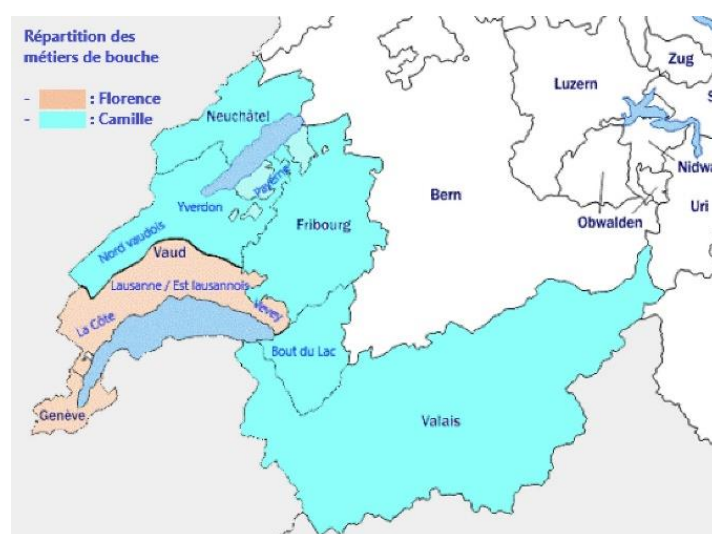 Répartition des
métiers de bouche
- : Florence
- : Camille
Neuchâtel
Payerne
Yverdon
Nord vaudois
Fribourg
Vaud
Lausanne / Est lausannois
Vevey
La Côte
Genève
Bout du Lac
Valais
Bern
Luzern
Zug
S
Nidwa
Obwalden
Uri